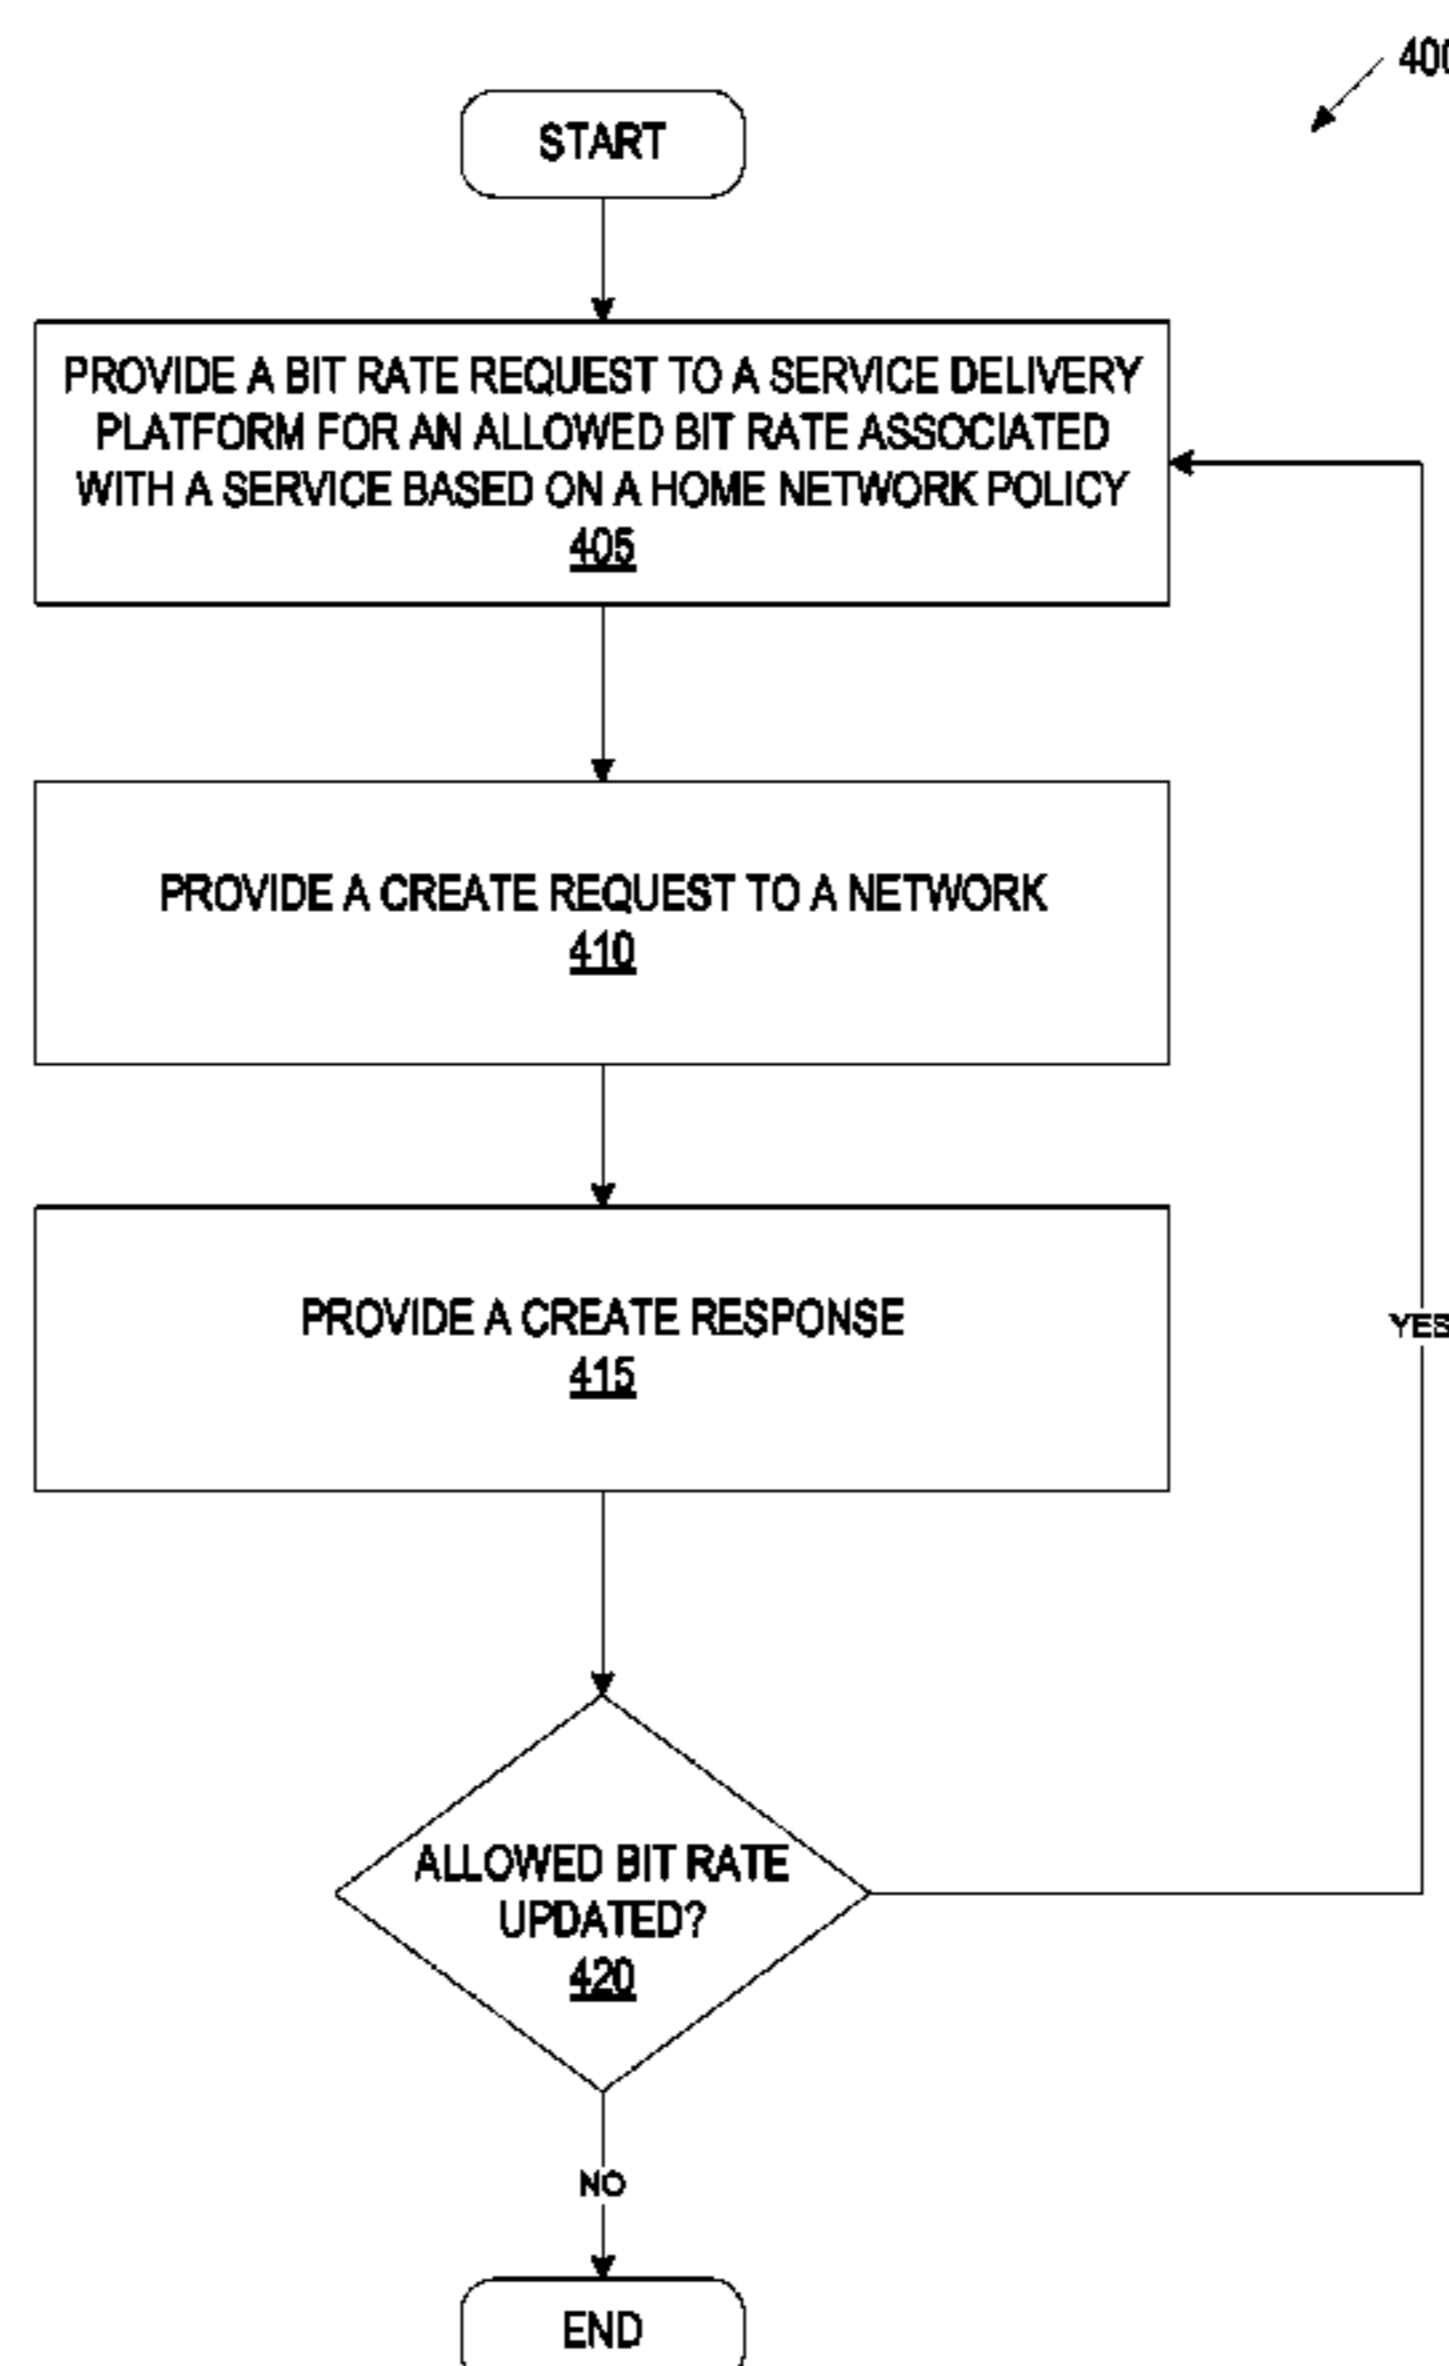 400
START
PROVIDE A BIT RATE REQUEST TO A SERVICE DELIVERY
PLATFORM FOR AN ALLOWED BIT RATE ASSOCIATED
WITH A SERVICE BASED ON A HOME NETWORK POLICY
405
PROVIDE A CREATE REQUEST TO A NETWORK
410
PROVIDE A CREATE RESPONSE
415
YES
ALLOWED BIT RATE
UPDATED?
420
NO
END